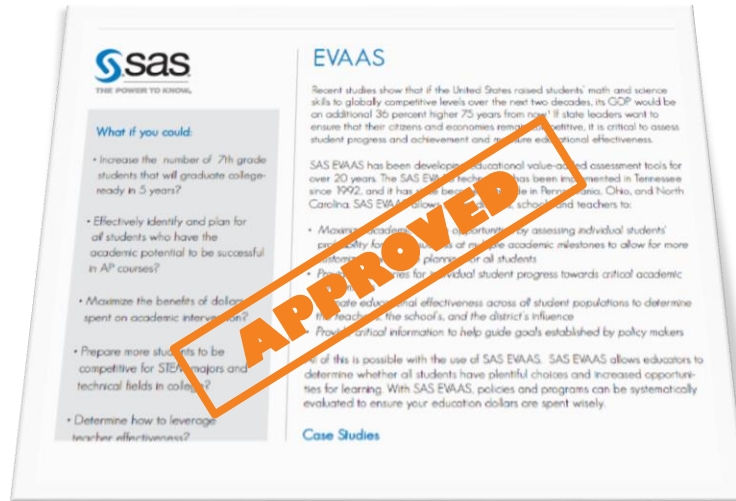 sas
THE POWER TO KNOW.
What if you could:
• Increase the number of 7th grade
students that will graduate college-
ready in 5 years?
• Effectively identify and plan for
all students who have the
academic potential to be successful
in AP courses?
• Maximize the benefits of dollars
spent on academic intervention?
• Prepare more students to be
competitive for STEM majors and
technical fields in college?
• Determine how to leverage
teacher effectiveness?
EVAAS
Recent studies show that if the United States raised students' math and science
skills to globally competitive levels over the next two decades, its GDP would be
an additional 36 percent higher 75 years from now¹ If state leaders want to
ensure that their citizens and economies remain competitive, it is critical to assess
student progress and achievement and measure educational effectiveness.
SAS EVAAS has been developing educational value-added assessment tools for
over 20 years. The SAS EVAAS has been implemented in Tennessee
since 1992, and it has in Pennsylvania, Ohio, and North
Carolina. SAS EVAAS allows schools and teachers to:
• Maximize academic opportunities by assessing individual students'
probability for at multiple academic milestones to allow for more
planning for all students
• for individual student progress towards critical academic
educational effectiveness across all student populations to determine
the teacher's, the school's, and the district's influence
• Provide critical information to help guide goals established by policy makers
of this is possible with the use of SAS EVAAS. SAS EVAAS allows educators to
determine whether all students have plentiful choices and increased opportuni-
ties for learning. With SAS EVAAS, policies and programs can be systematically
evaluated to ensure your education dollars are spent wisely.
Case Studies
APPROVED